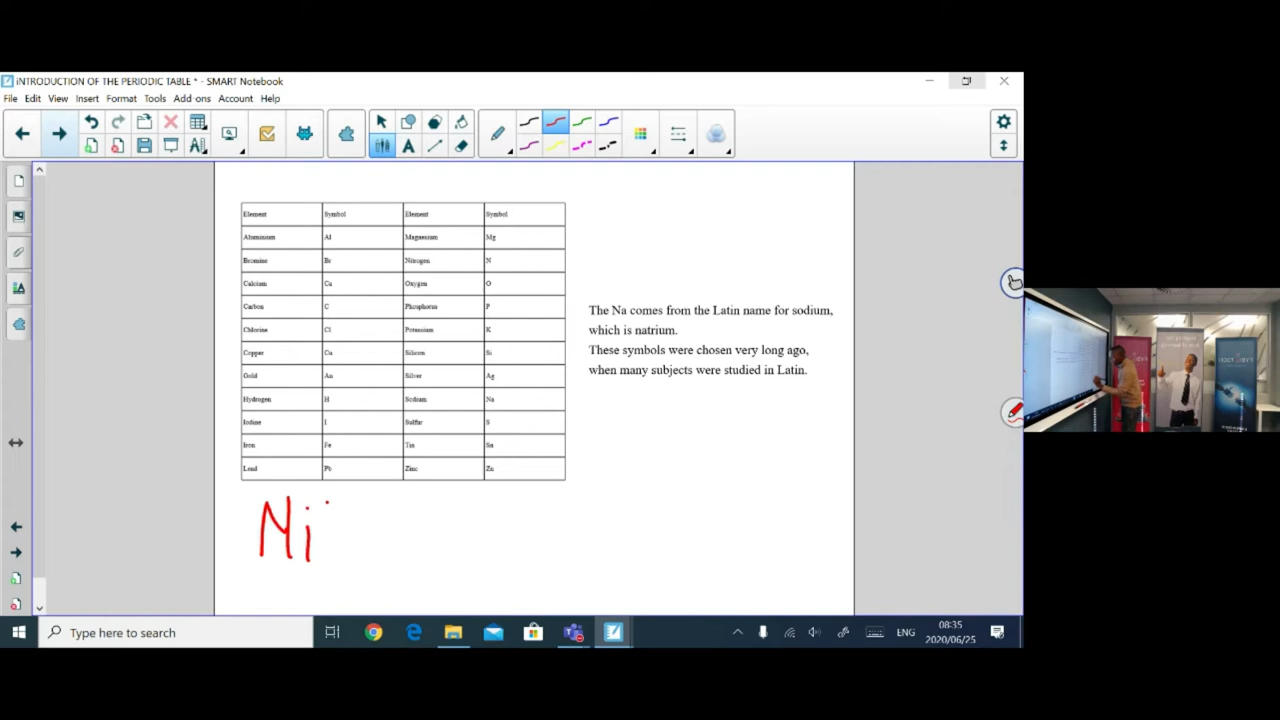 iNTRODUCTION OF THE PERIODIC TABLE * - SMART Notebook
File Edit View Insert Format Tools Add-ons Account Help
Element Symbol Element Symbol
Aluminium Al Magnesium Mg
Bromine Br Nitrogen N
Calcium Ca Oxygen O
Carbon C Phosphorus P
Chlorine Cl Potassium K
Copper Cu Silicon Si
Gold Au Silver Ag
Hydrogen H Sodium Na
Iodine I Sulfur S
Iron Fe Tin Sn
Lead Pb Zinc Zn
The Na comes from the Latin name for sodium,
which is natrium.
These symbols were chosen very long ago,
when many subjects were studied in Latin.
Ni
Type here to search
ENG
08:35
2020/06/25